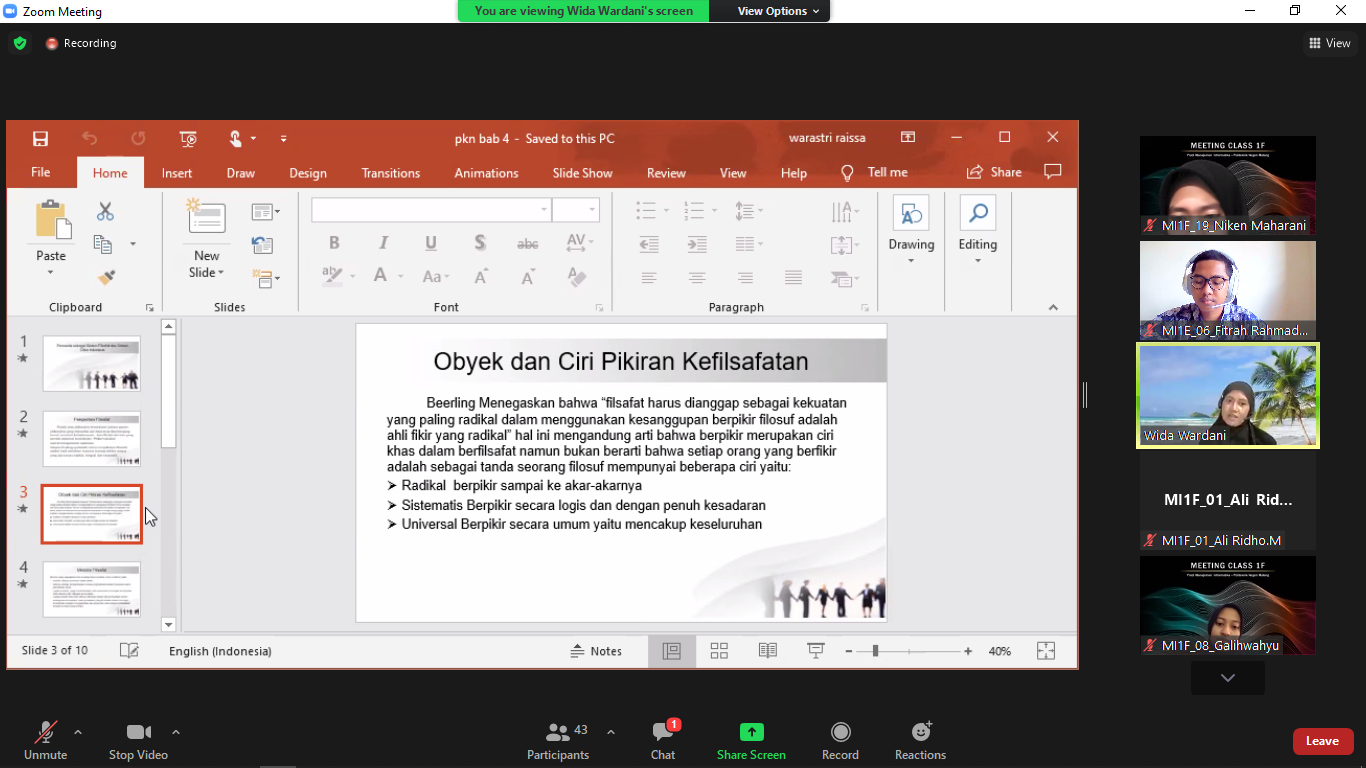 Zoom Meeting
You are viewing Wida Wardani's screen
View Options
Recording
View
pkn bab 4 - Saved to this PC
warastri raissa
File
Home
Insert
Draw
Design
Transitions
Animations
Slide Show
Review
View
Help
Tell me
Share
Paste
New
Slide
B I U S abc AV
ab A Aa A A A
Drawing
Editing
Clipboard
Slides
Font
Paragraph
1
2
3
4
Obyek dan Ciri Pikiran Kefilsafatan
Beerling Menegaskan bahwa “filsafat harus dianggap sebagai kekuatan
yang paling radikal dalam menggunakan kesanggupan berpikir filosuf adalah
ahli fikir yang radikal” hal ini mengandung arti bahwa berpikir merupakan ciri
khas dalam berfilsafat namun bukan berarti bahwa setiap orang yang berfikir
adalah sebagai tanda seorang filosuf mempunyai beberapa ciri yaitu:
➢ Radikal berpikir sampai ke akar-akarnya
➢ Sistematis Berpikir secara logis dan dengan penuh kesadaran
➢ Universal Berpikir secara umum yaitu mencakup keseluruhan
Slide 3 of 10
English (Indonesia)
Notes
40%
MEETING CLASS 1F
MI1F_19_Niken Maharani
MI1E_06_Fitrah Rahmad...
Wida Wardani
MI1F_01_Ali Rid...
MI1F_01_Ali Ridho.M
MEETING CLASS 1F
MI1F_08_Galihwahyu
Unmute
Stop Video
43
Participants
1
Chat
Share Screen
Record
Reactions
Leave